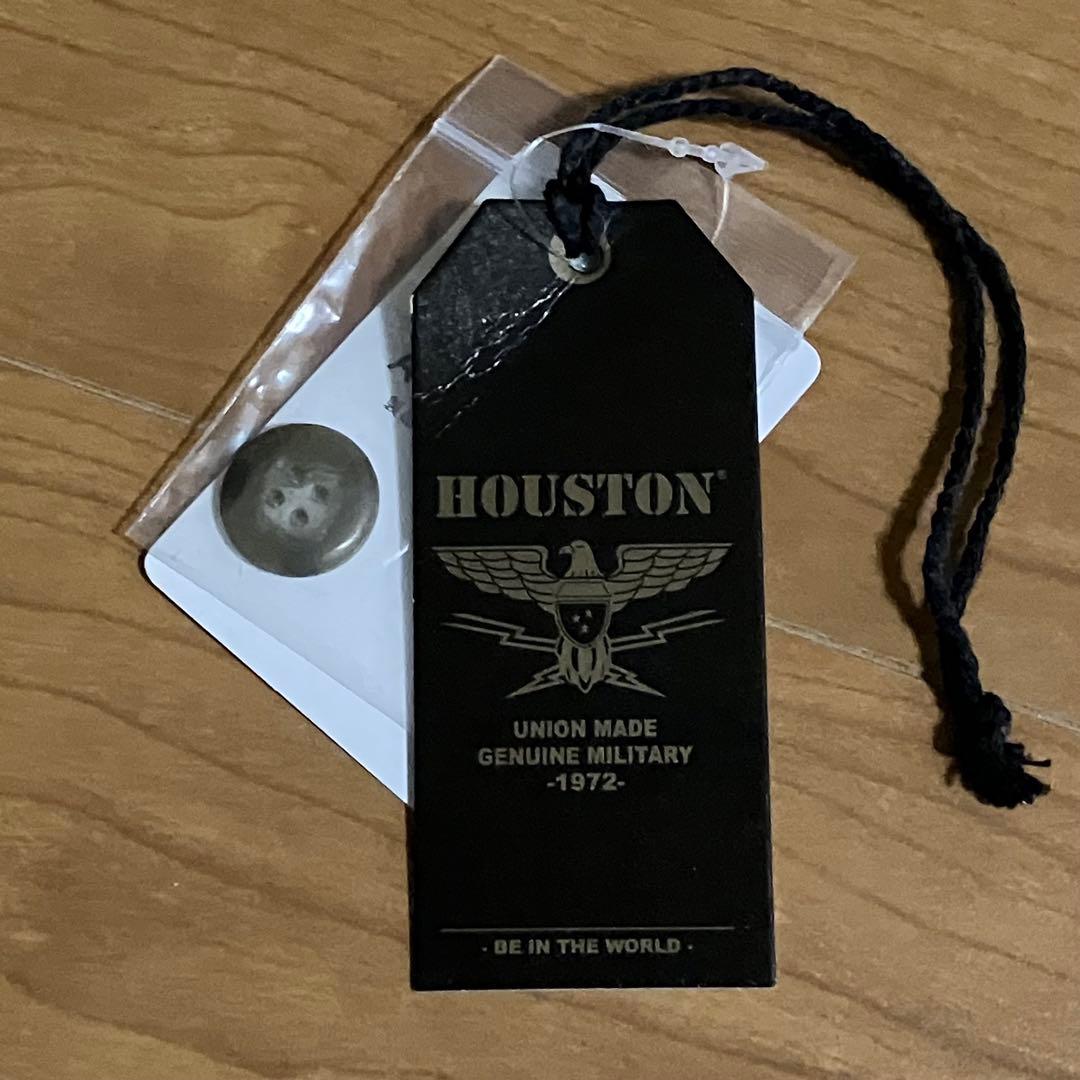 HOUSTON®
UNION MADE
GENUINE MILITARY
-1972-
· BE IN THE WORLD ·